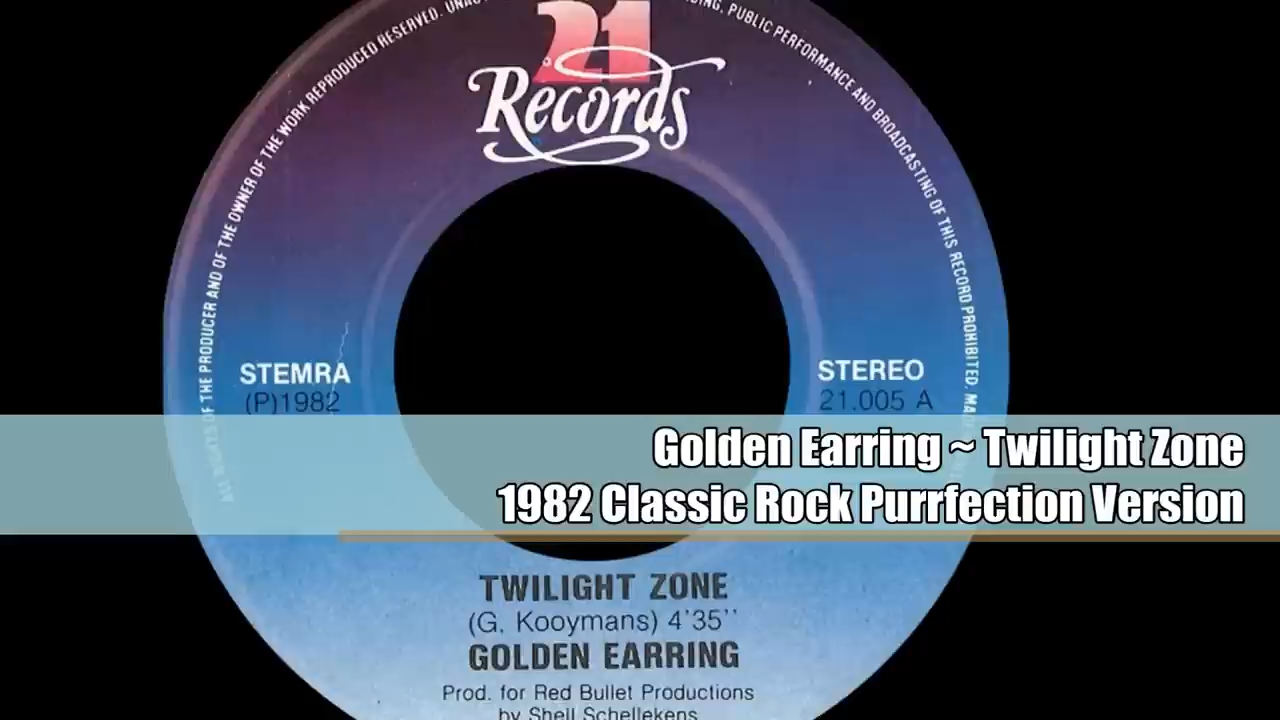 ALL RIGHTS OF THE PRODUCER AND OF THE OWNER OF THE WORK REPRODUCED RESERVED.
PUBLIC PERFORMANCE AND BROADCASTING OF THIS RECORD PROHIBITED.
21
Records
STEMRA
(P)1982
STEREO
21.005 A
Golden Earring ~ Twilight Zone
1982 Classic Rock Purrfection Version
TWILIGHT ZONE
(G. Kooymans) 4'35''
GOLDEN EARRING
Prod. for Red Bullet Productions
by Shell Schellekens